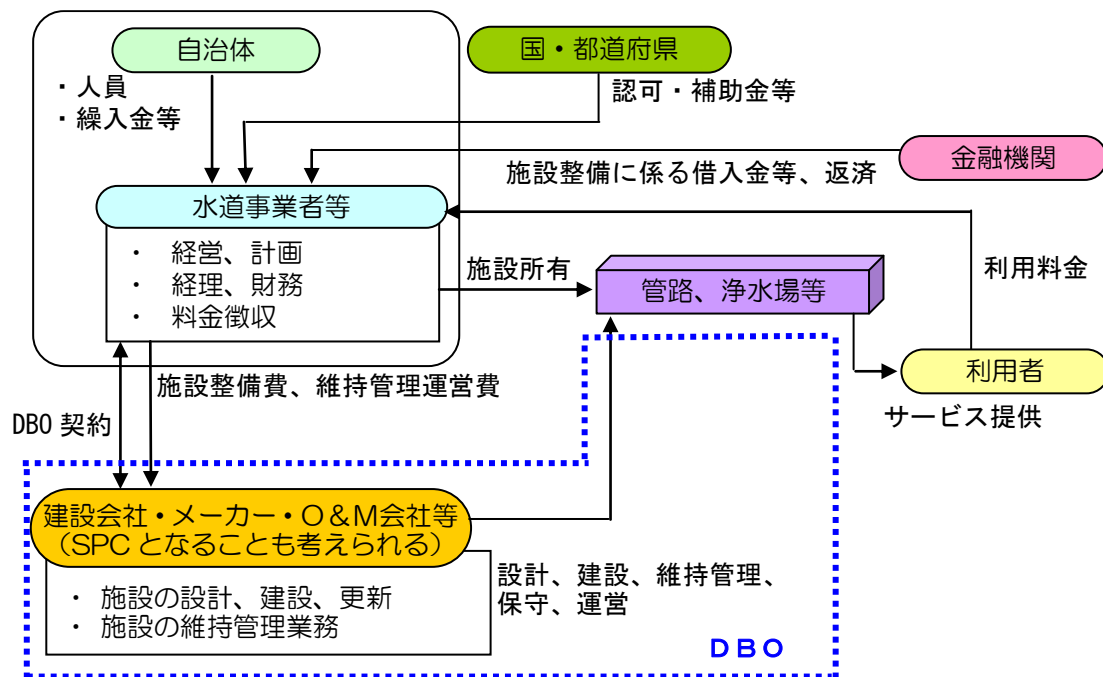 自治体
国・都道府県
・人員
・繰入金等
認可・補助金等
金融機関
施設整備に係る借入金等、返済
水道事業者等
・ 経営、計画
・ 経理、財務
・ 料金徴収
施設所有
管路、浄水場等
利用料金
利用者
サービス提供
施設整備費、維持管理運営費
DBO 契約
建設会社・メーカー・O&M会社等
(SPC となることも考えられる)
・ 施設の設計、建設、更新
・ 施設の維持管理業務
設計、建設、維持管理、
保守、運営
DBO